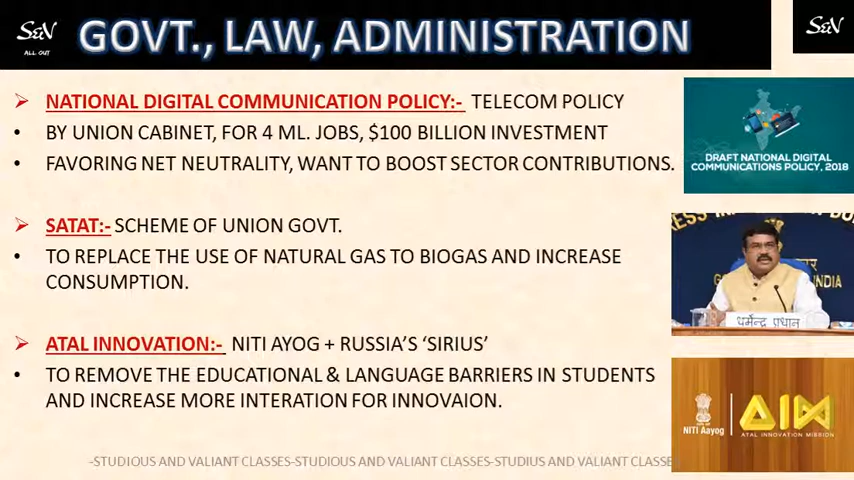 S&V
ALL OUT
GOVT., LAW, ADMINISTRATION
S&V
NATIONAL DIGITAL COMMUNICATION POLICY:- TELECOM POLICY
BY UNION CABINET, FOR 4 ML. JOBS, $100 BILLION INVESTMENT
FAVORING NET NEUTRALITY, WANT TO BOOST SECTOR CONTRIBUTIONS.
DRAFT NATIONAL DIGITAL
COMMUNICATIONS POLICY, 2018
SATAT:- SCHEME OF UNION GOVT.
TO REPLACE THE USE OF NATURAL GAS TO BIOGAS AND INCREASE
CONSUMPTION.
INDIA
धर्मेन्द्र प्रधान
ATAL INNOVATION:- NITI AYOG + RUSSIA'S 'SIRIUS'
TO REMOVE THE EDUCATIONAL & LANGUAGE BARRIERS IN STUDENTS
AND INCREASE MORE INTERATION FOR INNOVAION.
NITI Aayog
AIM
ATAL INNOVATION MISSION
-STUDIOUS AND VALIANT CLASSES-STUDIOUS AND VALIANT CLASSES-STUDIUS AND VALIANT CLASSE